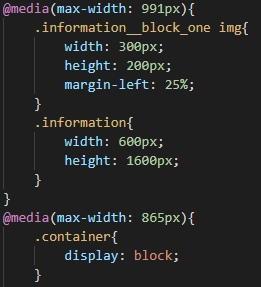 @media(max-width: 991px){
.information__block_one img{
width: 300px;
height: 200px;
margin-left: 25%;
}
.information{
width: 600px;
height: 1600px;
}
}
@media(max-width: 865px){
.container{
display: block;
}